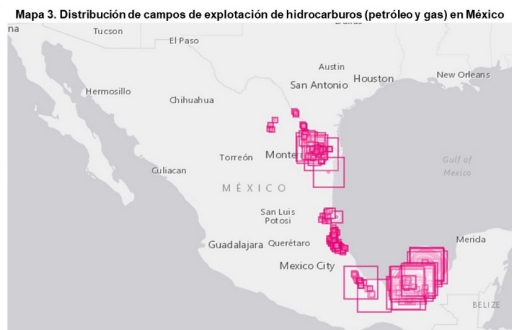 Mapa 3. Distribución de campos de explotación de hidrocarburos (petróleo y gas) en México
na
Tucson
El Paso
Austin
San Antonio
Houston
New Orleans
Hermosillo
Chihuahua
Torreón
Monte
Gulf of
Mexico
Culiacan
MÉXICO
San Luis
Potosi
Guadalajara
Querétaro
Merida
Mexico City
BELIZE